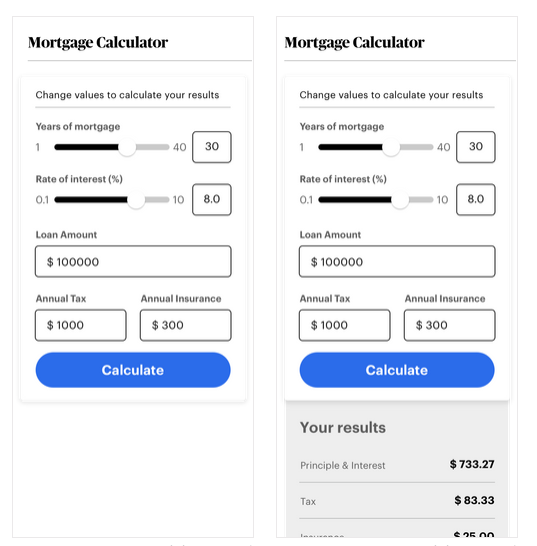 Mortgage Calculator
Change values to calculate your results
Years of mortgage
1 40 30
Rate of interest (%)
0.1 10 8.0
Loan Amount
$ 100000
Annual Tax Annual Insurance
$ 1000 $ 300
Calculate
Mortgage Calculator
Change values to calculate your results
Years of mortgage
1 40 30
Rate of interest (%)
0.1 10 8.0
Loan Amount
$ 100000
Annual Tax Annual Insurance
$ 1000 $ 300
Calculate
Your results
Principle & Interest $ 733.27
Tax $ 83.33
Insurance $ 25.00